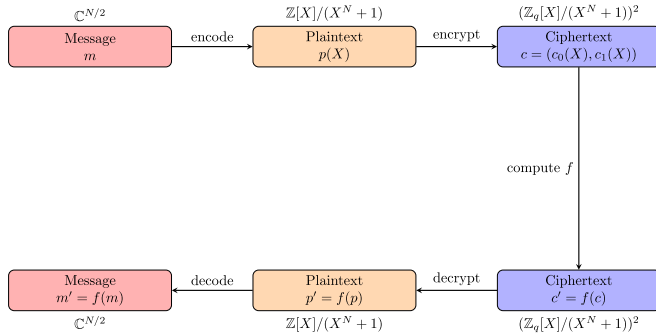 ℂ^{N/2} ℤ[X]/(X^N + 1) (ℤ_q[X]/(X^N + 1))^2
Message encode Plaintext encrypt Ciphertext
m p(X) c = (c_0(X), c_1(X))
compute f
Message decode Plaintext decrypt Ciphertext
m′ = f(m) p′ = f(p) c′ = f(c)
ℂ^{N/2} ℤ[X]/(X^N + 1) (ℤ_q[X]/(X^N + 1))^2